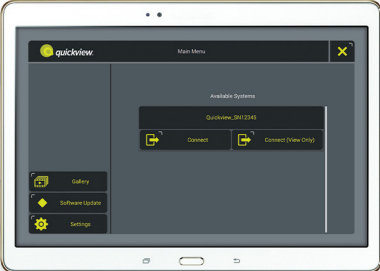 quickview.
Main Menu
Available Systems
Quickview_SN12345
Connect
Connect (View Only)
Gallery
Software Update
Settings